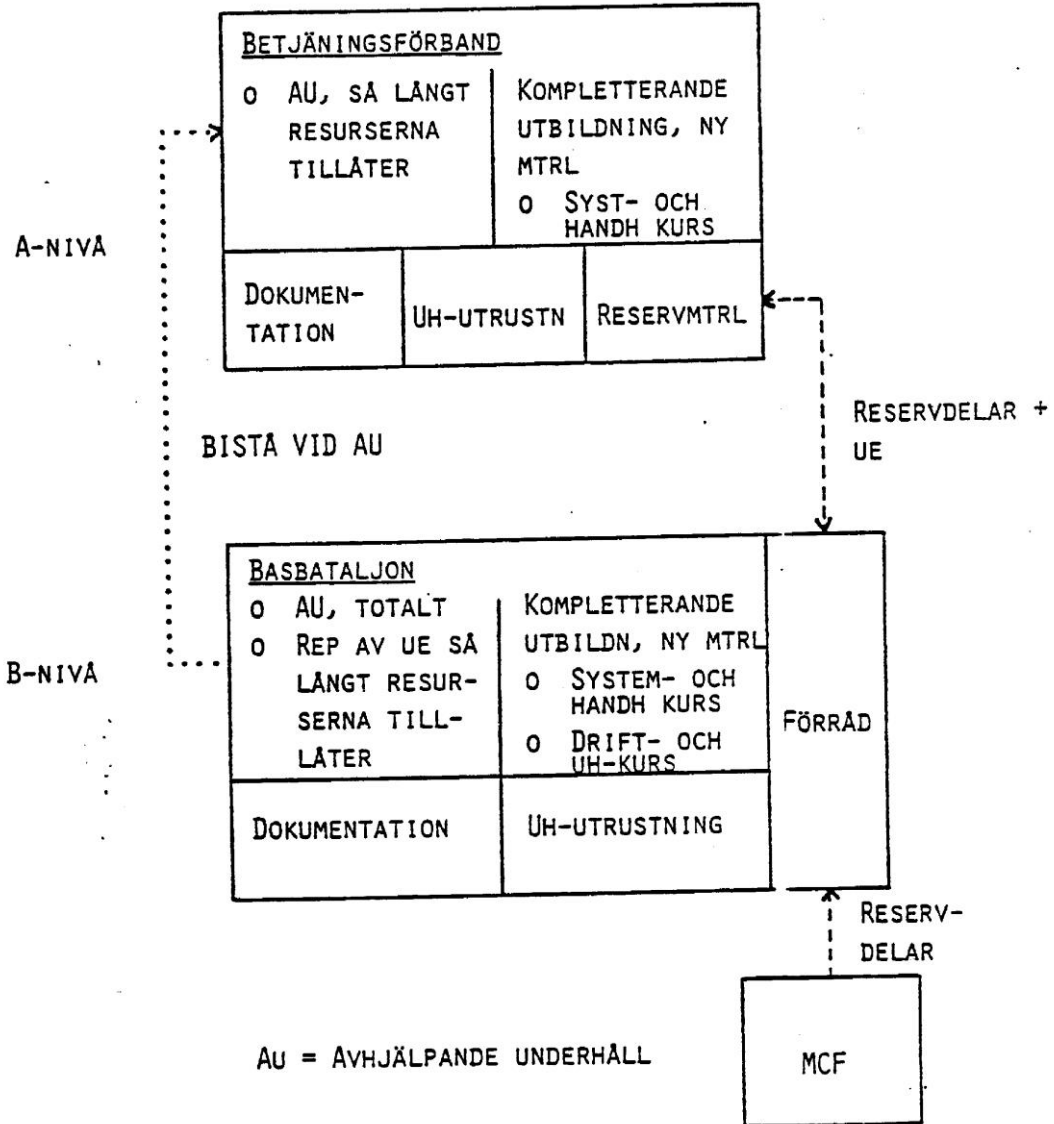 BETJÄNINGSFÖRBAND
o AU, SÅ LÅNGT
RESURSERNA
TILLÅTER
KOMPLETTERANDE
UTBILDNING, NY
MTRL
o SYST- OCH
HANDH KURS
A-NIVÅ
DOKUMEN-
TATION
UH-UTRUSTN
RESERVMTRL
RESERVDELAR +
UE
BISTÅ VID AU
BASBATALJON
o AU, TOTALT
o REP AV UE SÅ
LÅNGT RESUR-
SERNA TILL-
LÅTER
KOMPLETTERANDE
UTBILDN, NY MTRL
o SYSTEM- OCH
HANDH KURS
o DRIFT- OCH
UH-KURS
B-NIVÅ
FÖRRÅD
DOKUMENTATION
UH-UTRUSTNING
RESERV-
DELAR
AU = AVHJÄLPANDE UNDERHÅLL
MCF